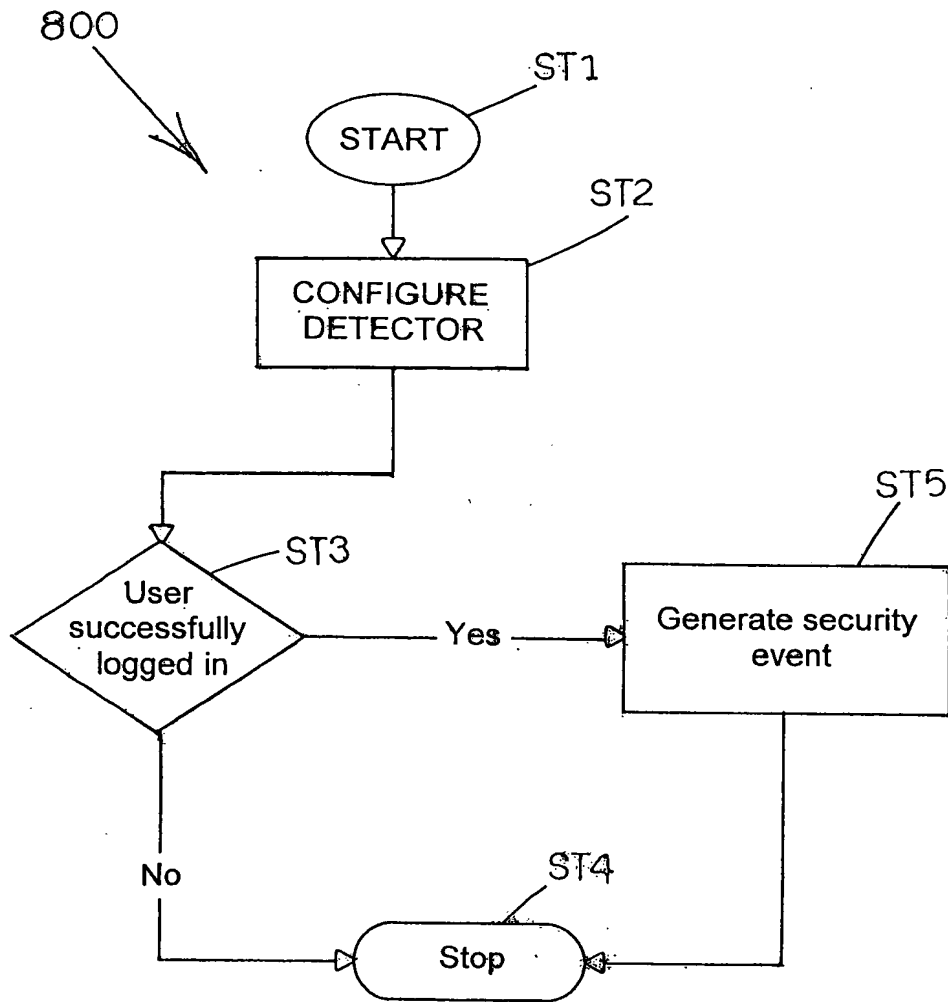 800
ST1
START
ST2
CONFIGURE
DETECTOR
ST5
ST3
User
successfully
logged in
Yes
Generate security
event
No
ST4
Stop